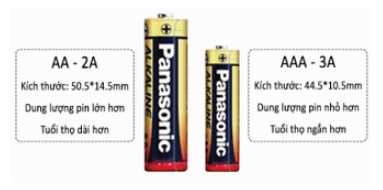 AA - 2A
Kích thước: 50.5*14.5mm
Dung lượng pin lớn hơn
Tuổi thọ dài hơn
Panasonic
ALKALINE
Panasonic
ALKALINE
AAA - 3A
Kích thước: 44.5*10.5mm
Dung lượng pin nhỏ hơn
Tuổi thọ ngắn hơn